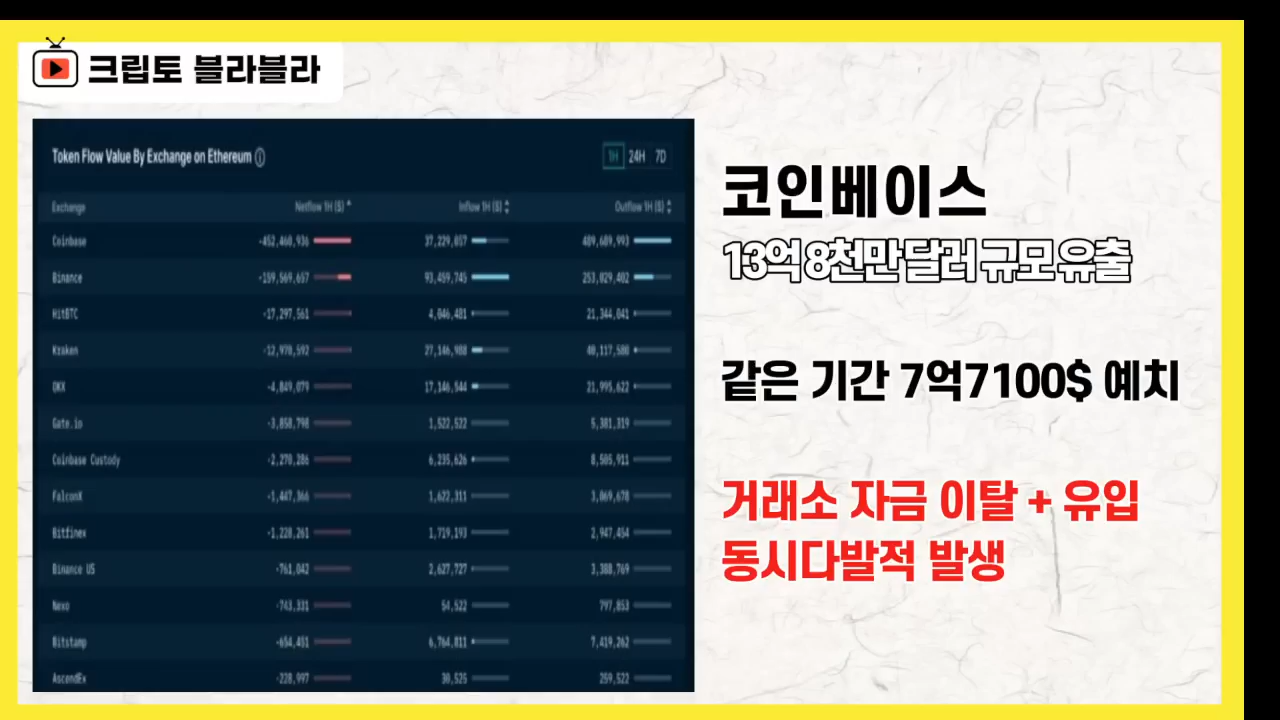 크립토 블라블라
Token Flow Value By Exchange on Ethereum
1H 24H 7D
Exchange Netflow 1H ($) Inflow 1H ($) Outflow 1H ($)
Coinbase -452,460,936 37,229,057 489,689,993
Binance -159,569,657 93,459,745 253,029,402
HitBTC -17,297,561 4,046,481 21,344,041
Kraken -12,970,592 27,146,988 40,117,580
OKX -4,849,079 17,146,544 21,995,622
Gate.io -3,858,798 1,522,522 5,381,319
Coinbase Custody -2,270,286 6,235,626 8,505,911
FalconX -1,447,366 1,622,311 3,069,678
Bitfinex -1,228,261 1,719,193 2,947,454
Binance US -761,042 2,627,727 3,388,769
Nexo -743,331 54,522 797,853
Bitstamp -654,451 6,764,811 7,419,262
AscendEx -228,997 30,525 259,522
코인베이스
13억 8천만 달러 규모 유출
같은 기간 7억7100$ 예치
거래소 자금 이탈 + 유입
동시다발적 발생